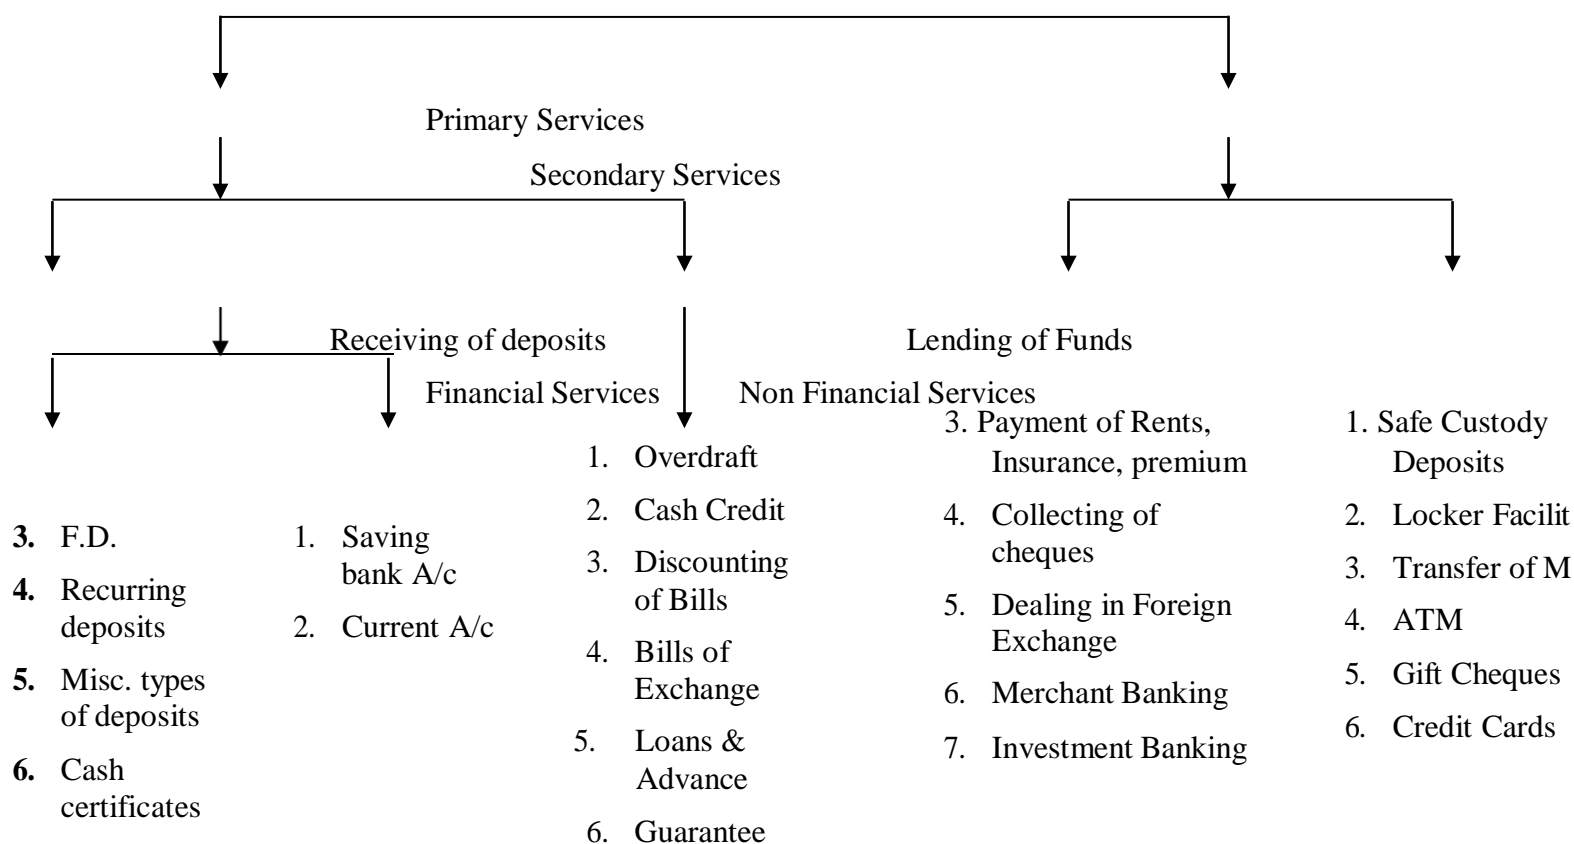 Primary Services
Secondary Services
Receiving of deposits
Lending of Funds
Financial Services
Non Financial Services
3. F.D.
4. Recurring
deposits
5. Misc. types
of deposits
6. Cash
certificates
1. Saving
bank A/c
2. Current A/c
1. Overdraft
2. Cash Credit
3. Discounting
of Bills
4. Bills of
Exchange
5. Loans &
Advance
6. Guarantee
3. Payment of Rents,
Insurance, premium
4. Collecting of
cheques
5. Dealing in Foreign
Exchange
6. Merchant Banking
7. Investment Banking
1. Safe Custody
Deposits
2. Locker Facilit
3. Transfer of M
4. ATM
5. Gift Cheques
6. Credit Cards